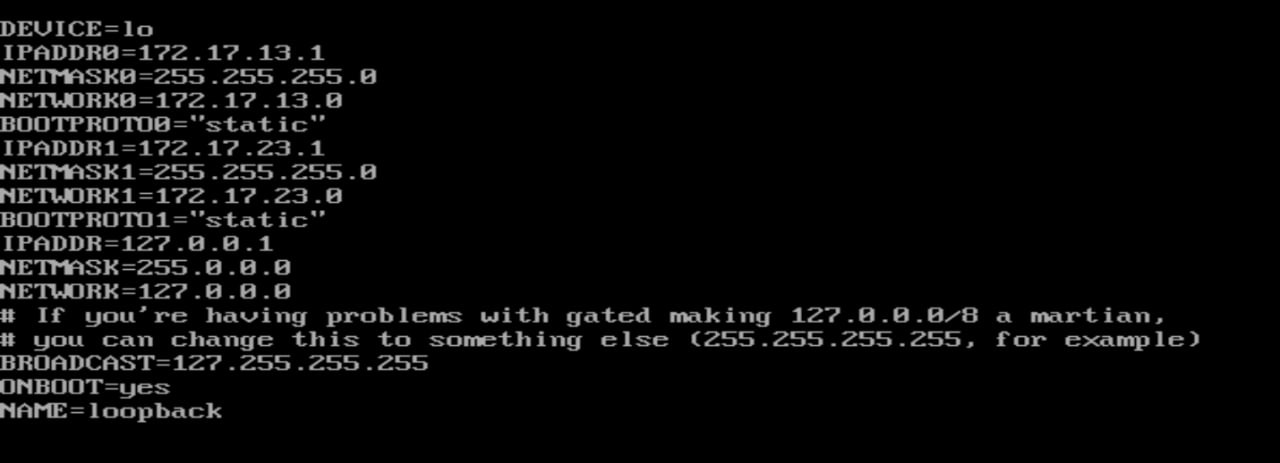 DEVICE=lo
IPADDR0=172.17.13.1
NETMASK0=255.255.255.0
NETWORK0=172.17.13.0
BOOTPROTO0="static"
IPADDR1=172.17.23.1
NETMASK1=255.255.255.0
NETWORK1=172.17.23.0
BOOTPROTO1="static"
IPADDR=127.0.0.1
NETMASK=255.0.0.0
NETWORK=127.0.0.0
# If you're having problems with gated making 127.0.0.0/8 a martian,
# you can change this to something else (255.255.255.255, for example)
BROADCAST=127.255.255.255
ONBOOT=yes
NAME=loopback